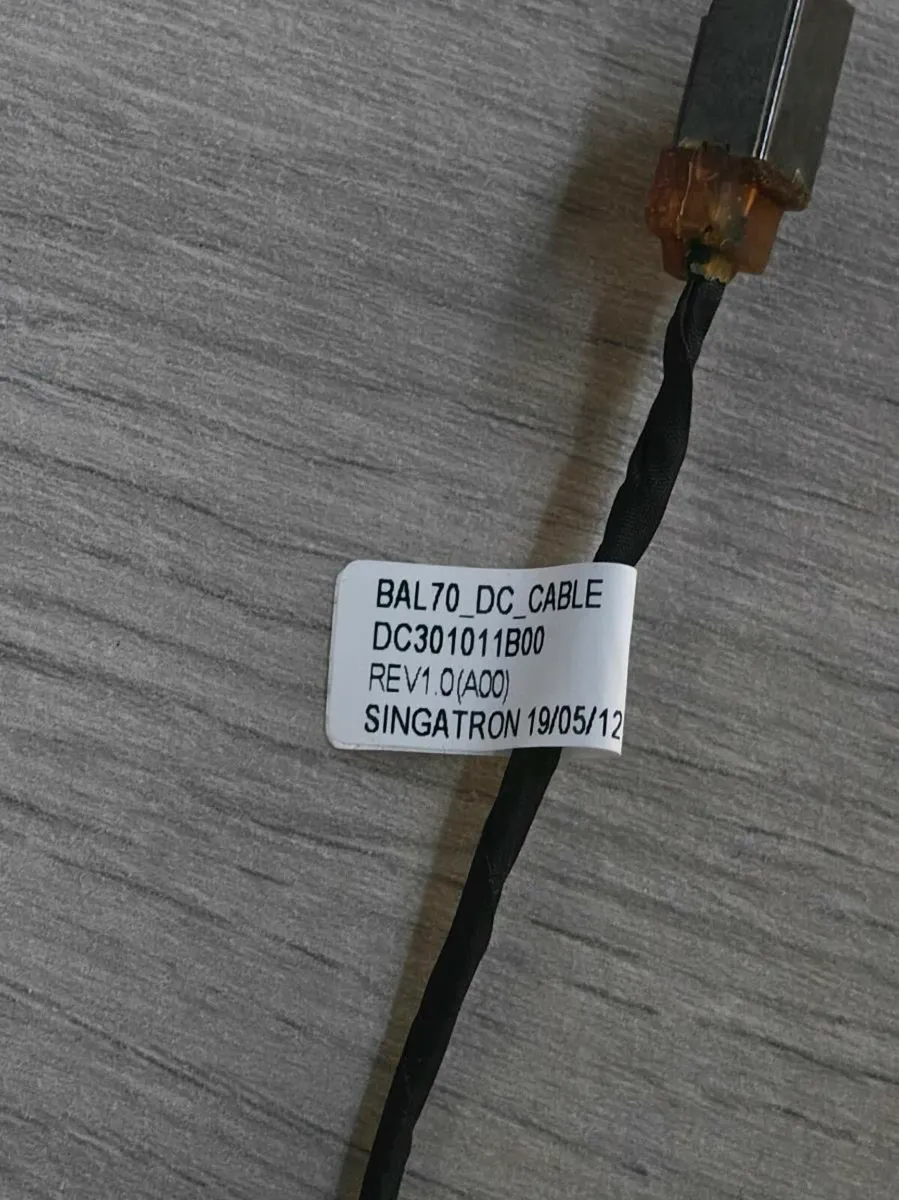 BAL70_DC_CABLE
DC301011B00
REV1.0(A00)
SINGATRON 19/05/12